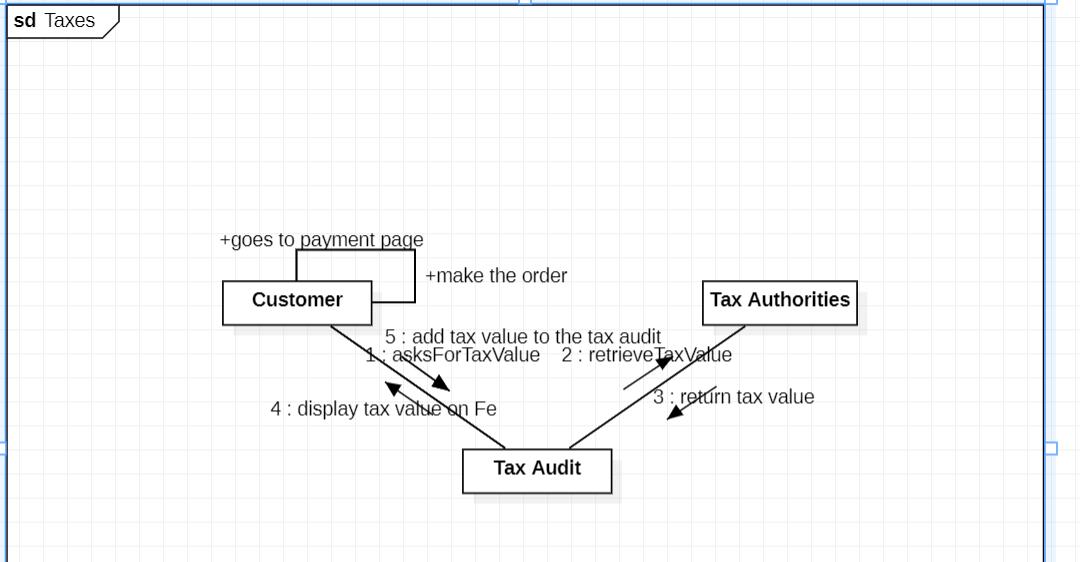 sd Taxes
+goes to payment page
+make the order
Customer
Tax Authorities
5 : add tax value to the tax audit
1 : asksForTaxValue
2 : retrieveTaxValue
3 : return tax value
4 : display tax value on Fe
Tax Audit